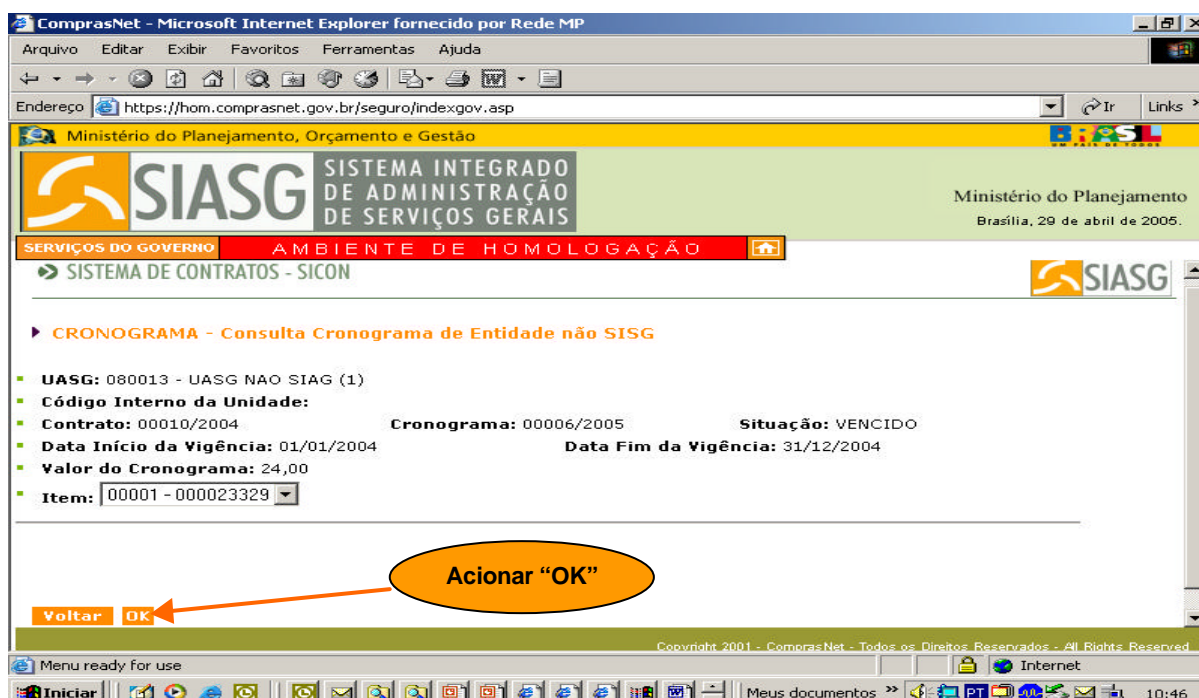 ComprasNet - Microsoft Internet Explorer fornecido por Rede MP
Arquivo Editar Exibir Favoritos Ferramentas Ajuda
Endereço https://hom.comprasnet.gov.br/seguro/indexgov.asp Ir Links »
Ministério do Planejamento, Orçamento e Gestão
BRASIL
UM PAÍS DE TODOS
SIASG
SISTEMA INTEGRADO
DE ADMINISTRAÇÃO
DE SERVIÇOS GERAIS
Ministério do Planejamento
Brasília, 29 de abril de 2005.
SERVIÇOS DO GOVERNO AMBIENTE DE HOMOLOGAÇÃO
SISTEMA DE CONTRATOS - SICON
SIASG
CRONOGRAMA - Consulta Cronograma de Entidade não SISG
UASG: 080013 - UASG NAO SIAG (1)
Código Interno da Unidade:
Contrato: 00010/2004 Cronograma: 00006/2005 Situação: VENCIDO
Data Início da Vigência: 01/01/2004 Data Fim da Vigência: 31/12/2004
Valor do Cronograma: 24,00
Item: 00001 - 000023329
Acionar “OK”
Voltar OK
Copyright 2001 - ComprasNet - Todos os Direitos Reservados - All Rights Reserved
Menu ready for use Internet
Iniciar Meus documentos » PT 10:46